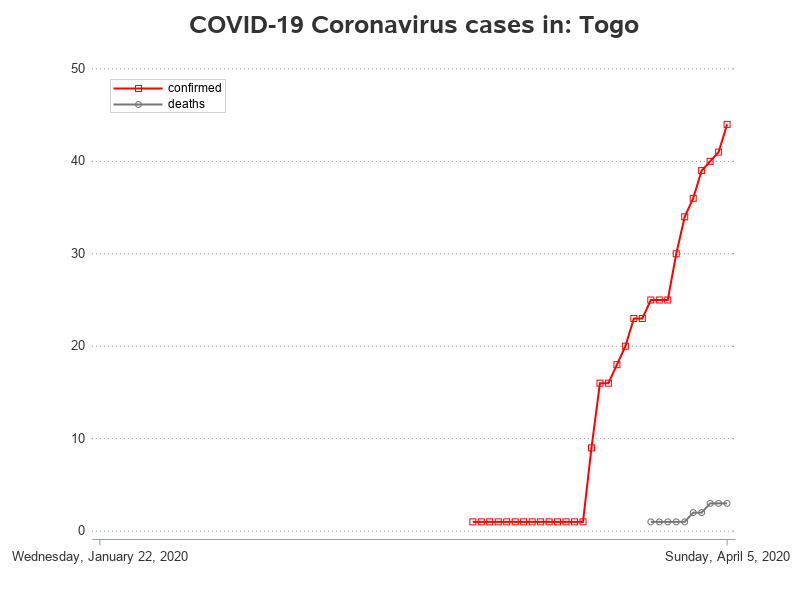 COVID-19 Coronavirus cases in: Togo
50
confirmed
deaths
40
30
20
10
0
Wednesday, January 22, 2020
Sunday, April 5, 2020